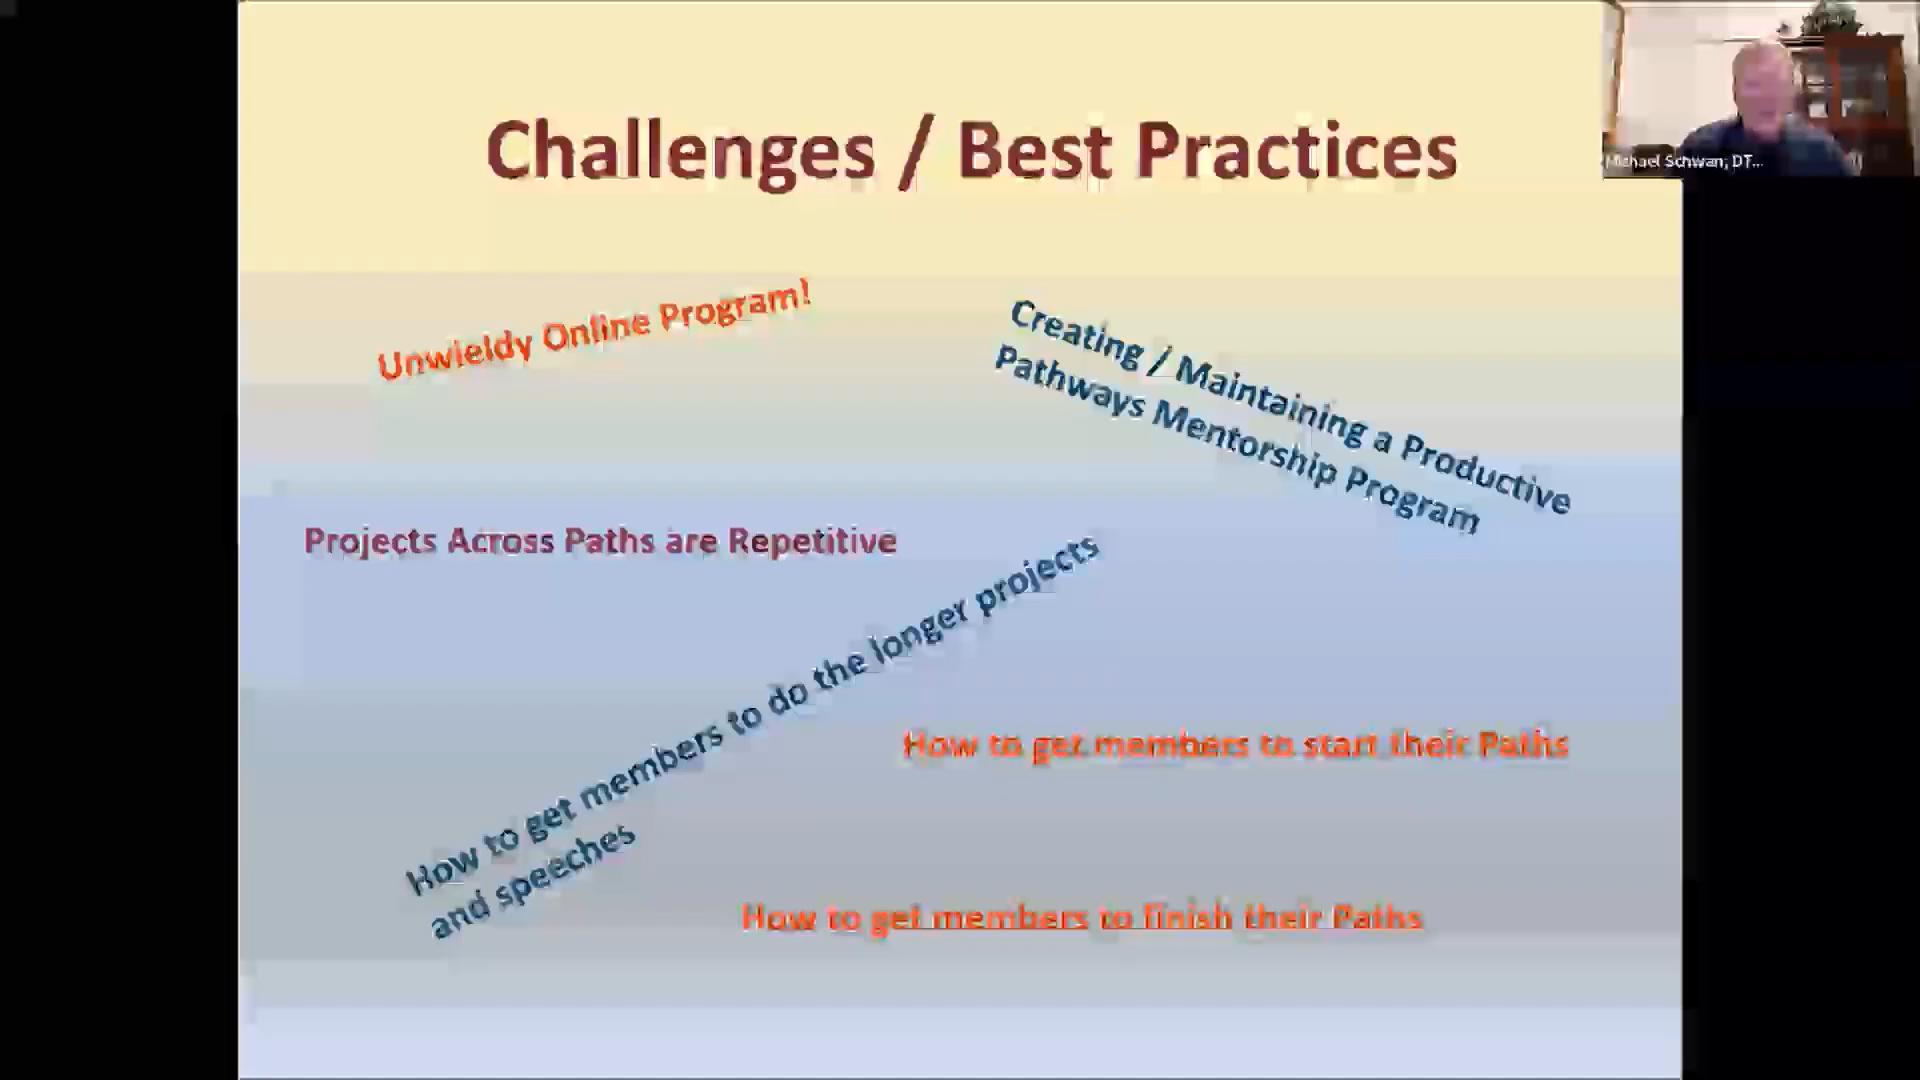 Challenges / Best Practices
Michael Schwan, DT...
Unwieldy Online Program!
Creating / Maintaining a Productive
Pathways Mentorship Program
Projects Across Paths are Repetitive
How to get members to do the longer projects
and speeches
How to get members to start their Paths
How to get members to finish their Paths